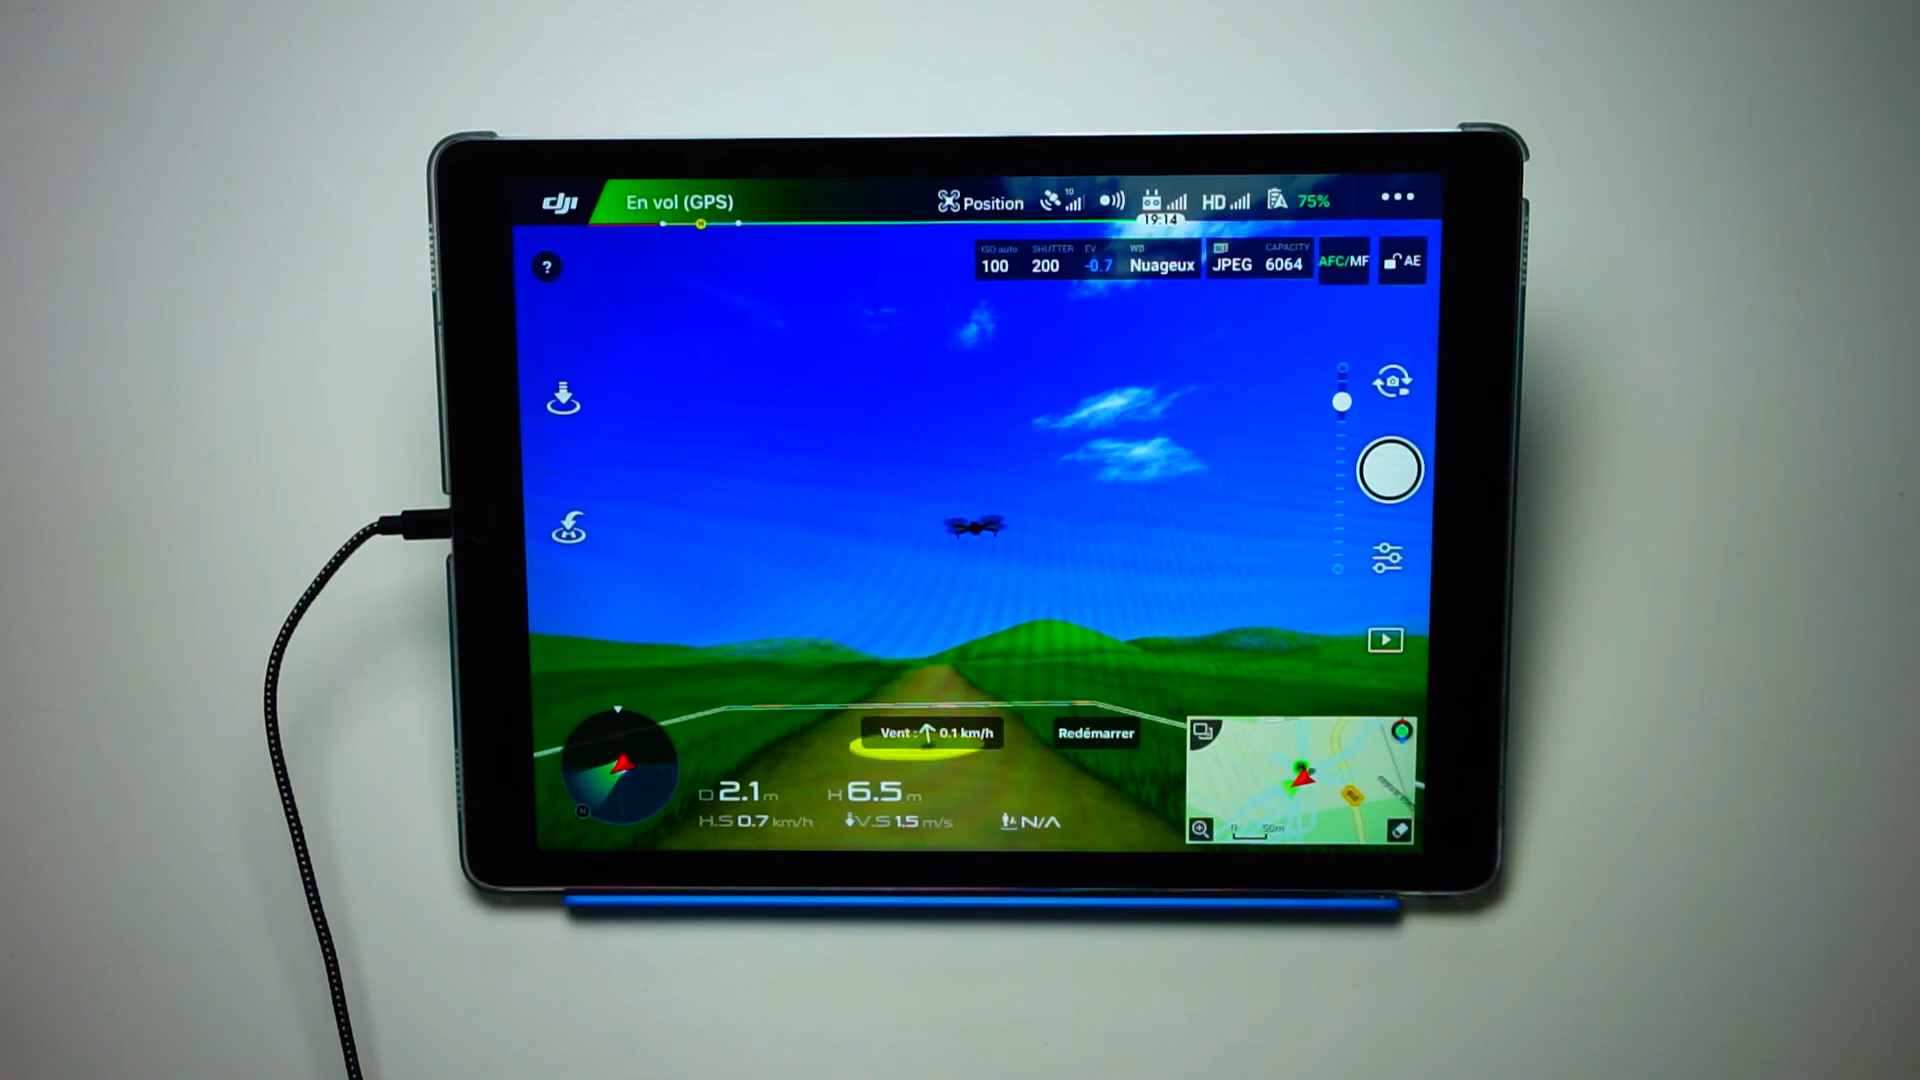 dji
En vol (GPS)
Position
10
HD
75%
19:14
?
ISO auto
100
SHUTTER
200
EV
-0.7
WB
Nuageux
JPEG
CAPACITY
6064
AFC/MF
AE
Vent : 0.1 km/h
Redémarrer
N
D 2.1 m
H 6.5 m
H.S 0.7 km/h
V.S 1.5 m/s
N/A
0 50m